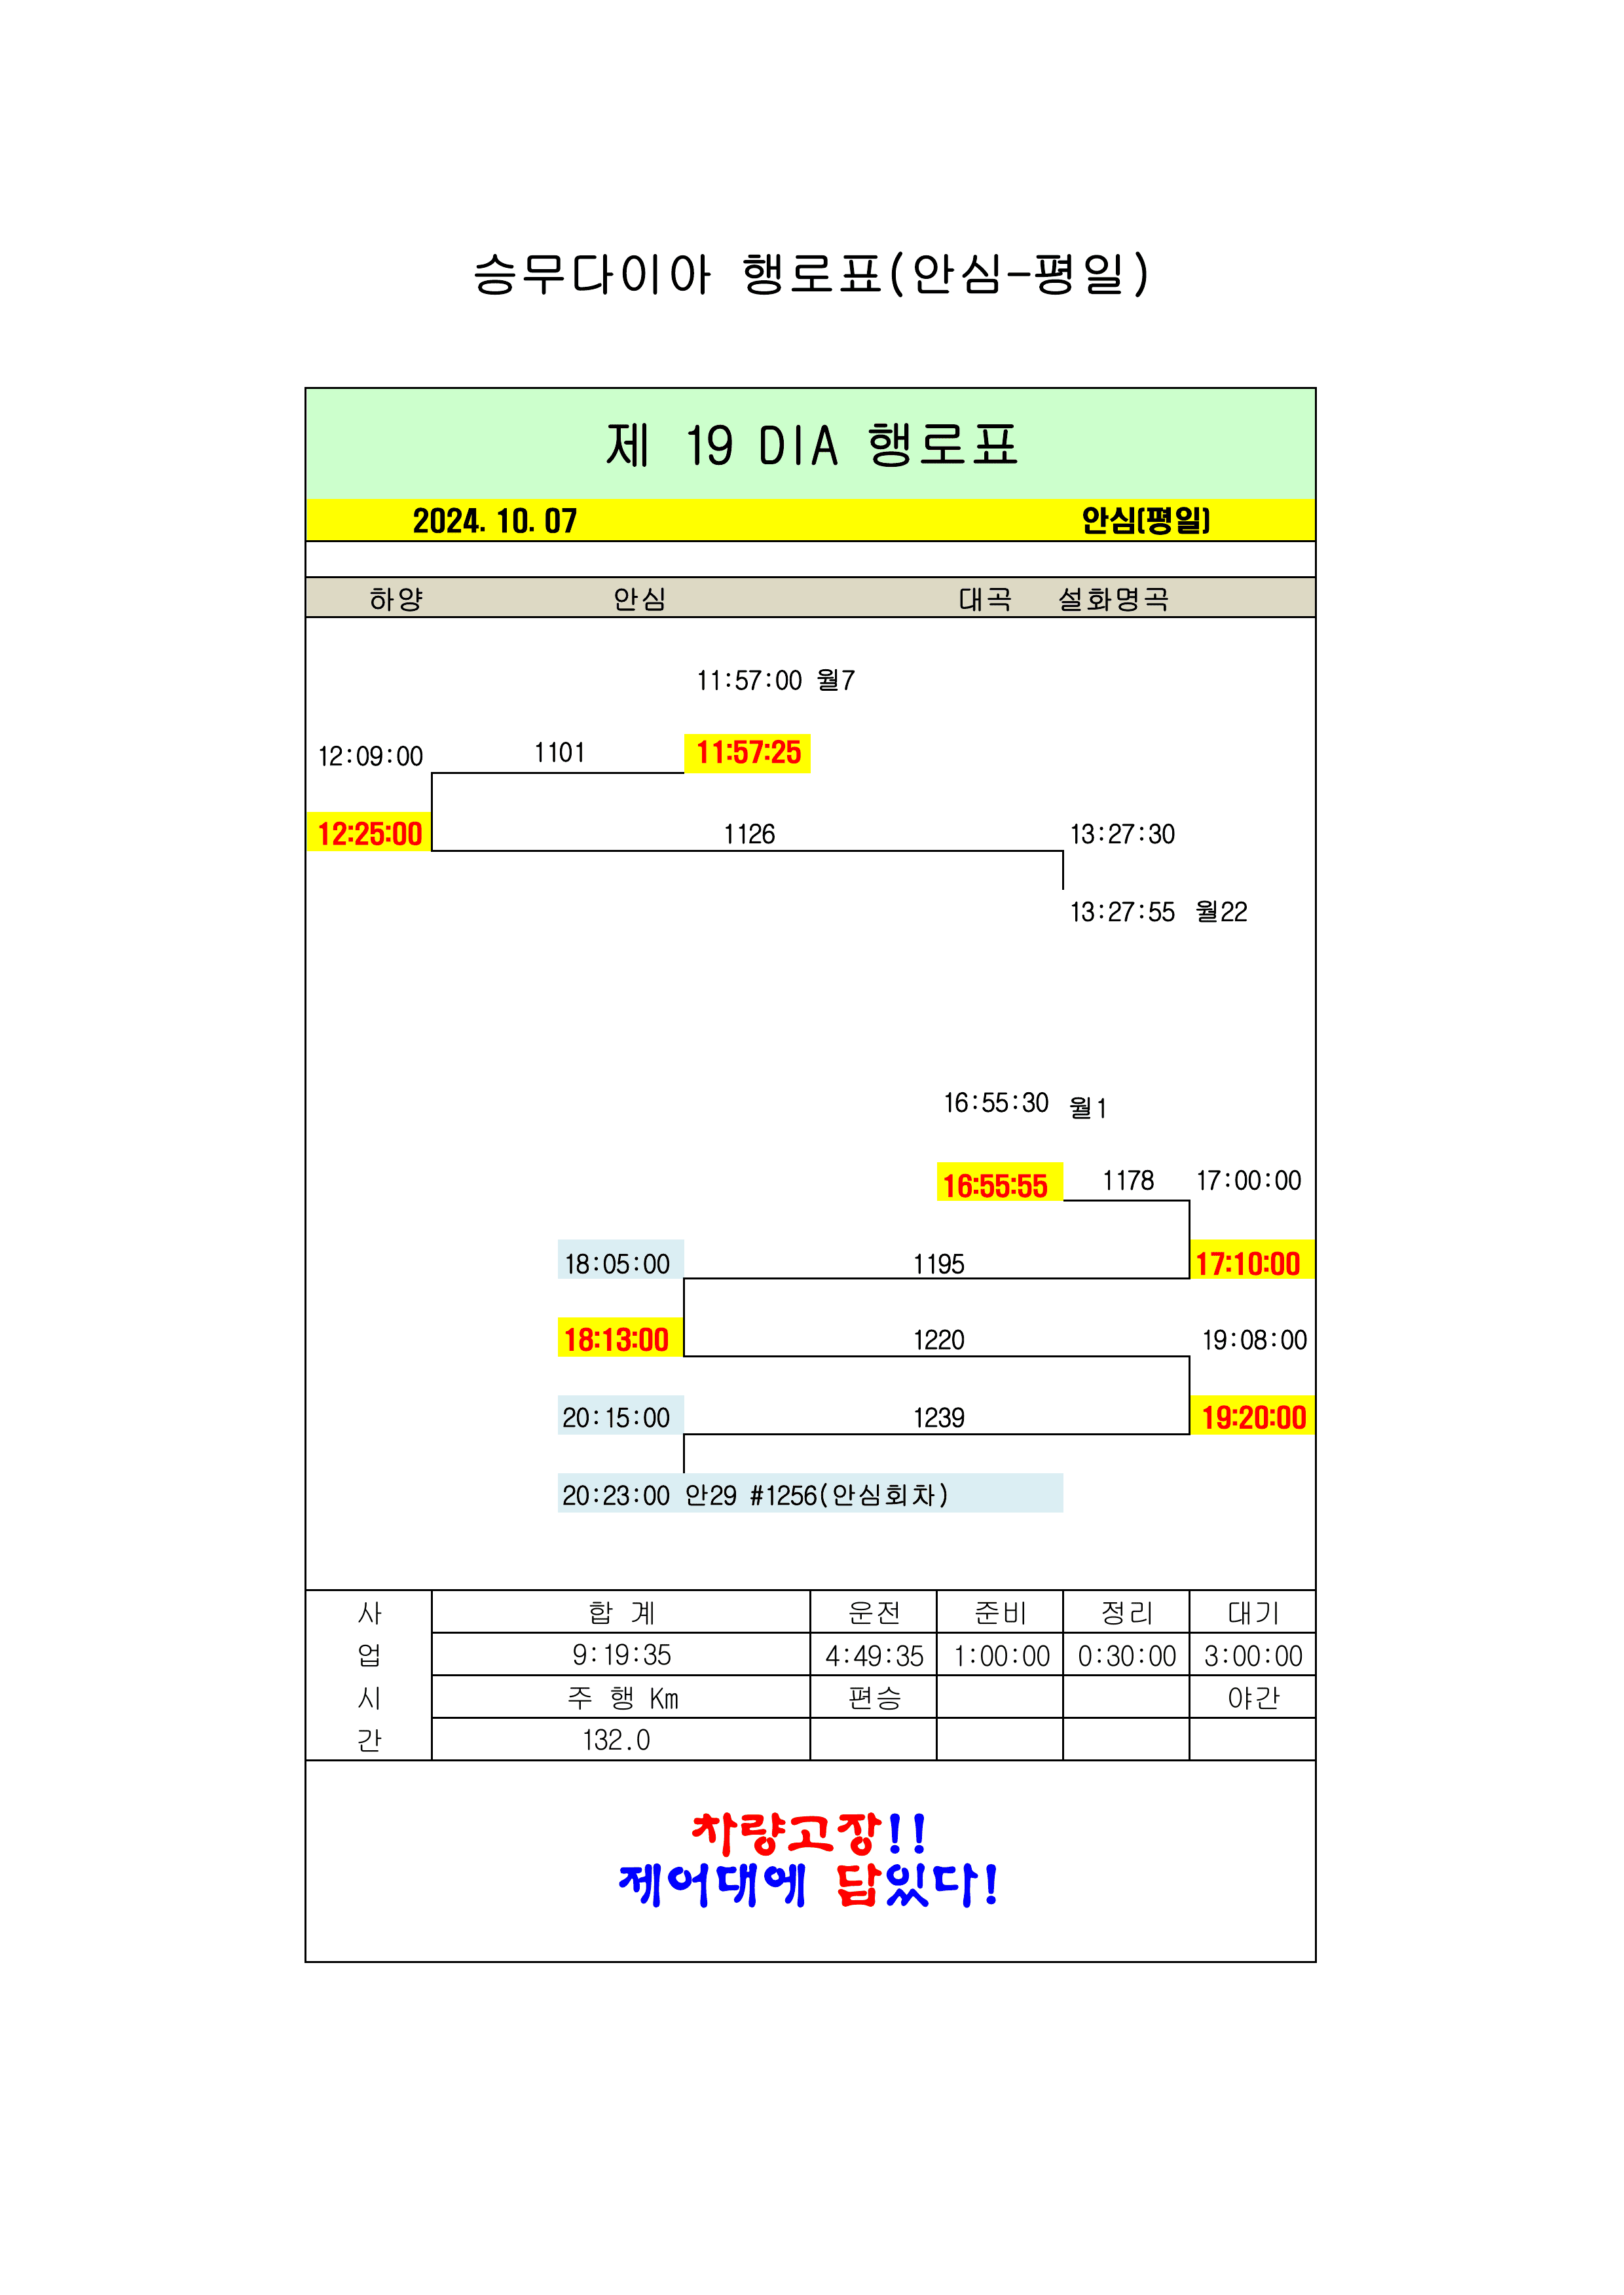 승무다이아 행로표(안심-평일)
제 19 DIA 행로표
2024. 10. 07 안심(평일)
하양 안심 대곡 설화명곡
11:57:00 월7
12:09:00 1101 11:57:25
12:25:00 1126 13:27:30
13:27:55 월22
16:55:30 월1
16:55:55 1178 17:00:00
18:05:00 1195 17:10:00
18:13:00 1220 19:08:00
20:15:00 1239 19:20:00
20:23:00 안29 #1256(안심회차)
사 합 계 운전 준비 정리 대기
업 9:19:35 4:49:35 1:00:00 0:30:00 3:00:00
시 주 행 Km 편승 야간
간 132.0
차량고장!!
제어대에 답있다!